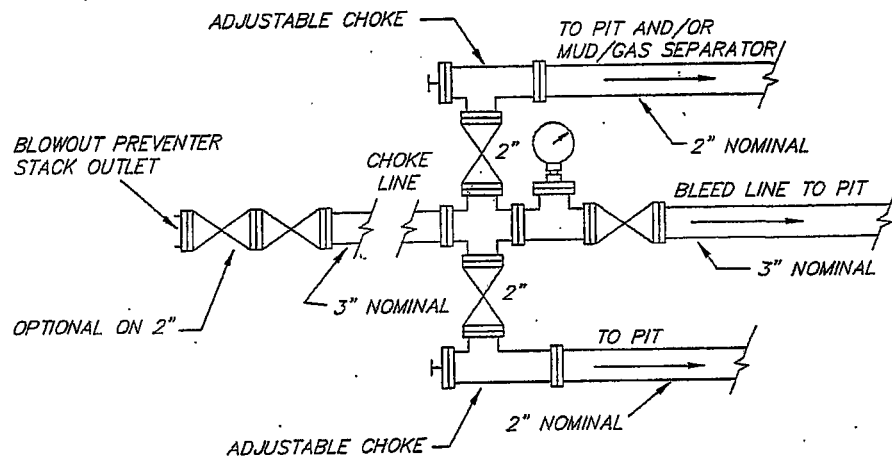 ADJUSTABLE CHOKE
TO PIT AND/OR
MUD/GAS SEPARATOR
2" NOMINAL
BLOWOUT PREVENTER
STACK OUTLET
CHOKE
LINE
2"
BLEED LINE TO PIT
3" NOMINAL
3" NOMINAL
OPTIONAL ON 2"
2"
TO PIT
2" NOMINAL
ADJUSTABLE CHOKE